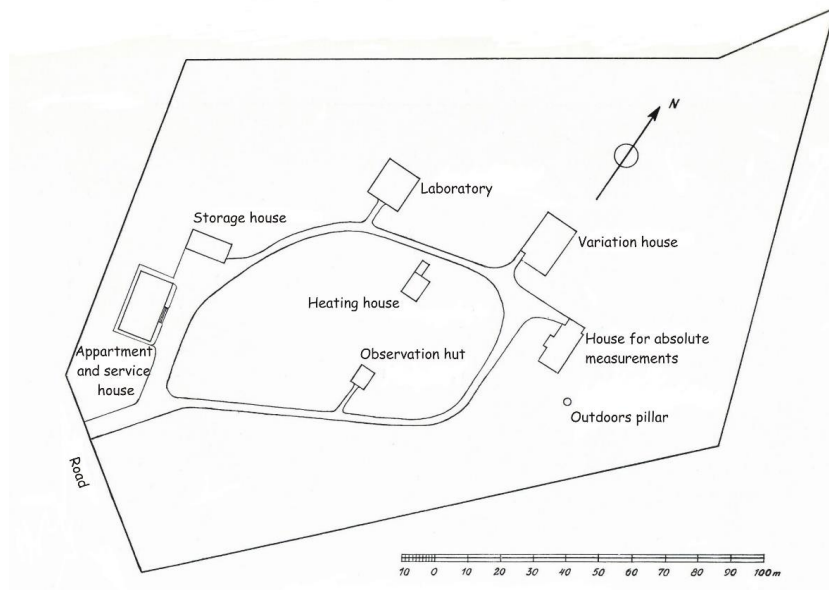 N
Laboratory
Storage house
Variation house
Heating house
House for absolute
measurements
Observation hut
Appartment
and service
house
Outdoors pillar
Road
10 0 10 20 30 40 50 60 70 80 90 100m